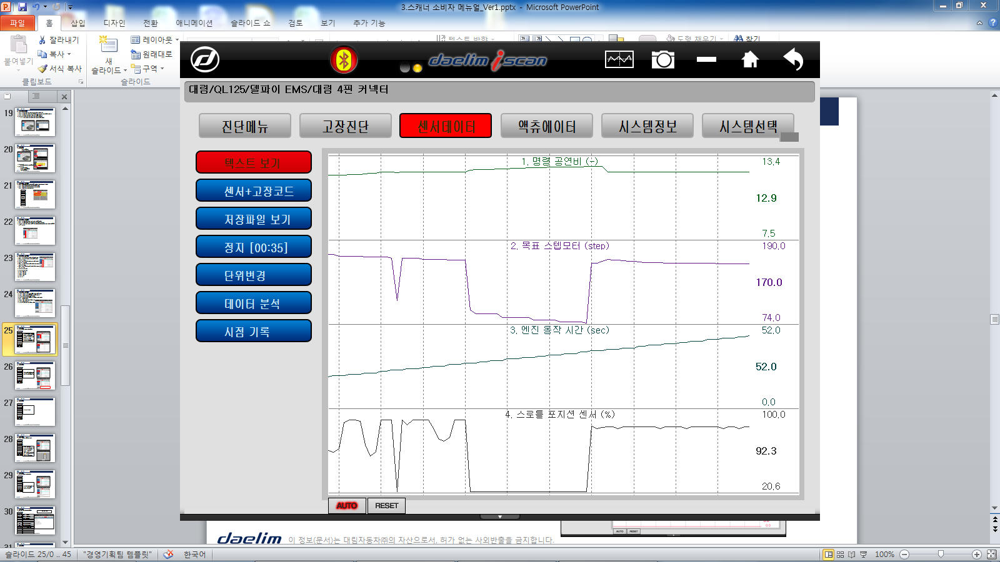 3.스캐너 소비자 메뉴얼_Ver1.pptx - Microsoft PowerPoint
파일 홈 삽입 디자인 전환 애니메이션 슬라이드 쇼 검토 보기 추가 기능
잘라내기
복사
서식 복사
붙여넣기
클립보드
새
슬라이드
레이아웃
원래대로
구역
슬라이드
텍스트 방향
도형 채우기
찾기
daelim iscan
대림/QL125/델파이 EMS/대림 4핀 커넥터
진단메뉴 고장진단 센서데이터 액츄에이터 시스템정보 시스템선택
텍스트 보기
센서+고장코드
저장파일 보기
정지 [00:35]
단위변경
데이터 분석
시점 기록
1. 명령 공연비 (-)
13.4
12.9
7.5
2. 목표 스텝모터 (step)
190.0
170.0
74.0
3. 엔진 동작 시간 (sec)
52.0
52.0
0.0
4. 스로틀 포지션 센서 (%)
100.0
92.3
20.6
AUTO RESET
19
20
21
22
23
24
25
26
27
28
29
30
AUTO RESET
daelim 이 정보(문서)는 대림자동차㈜의 자산으로서, 허가 없는 사외반출을 금지합니다.
슬라이드 25/0 .. 45 "경영기획팀 템플릿" 한국어 100%